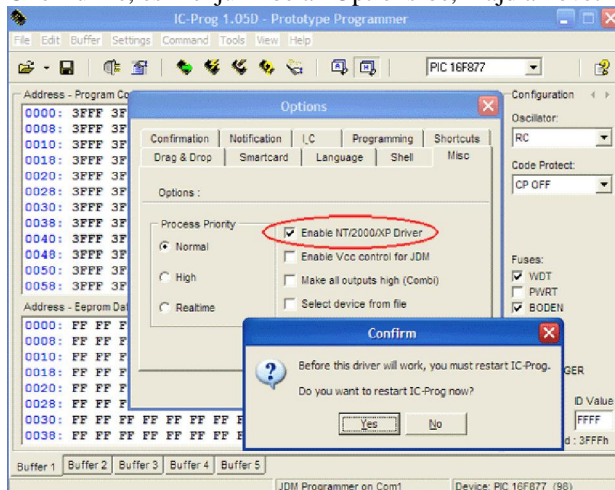 IC-Prog 1.05D - Prototype Programmer
File Edit Buffer Settings Command Tools View Help
PIC 16F877
Address - Program Co
0000: 3FFF 3F
0008: 3FFF 3F
0010: 3FFF 3F
0018: 3FFF 3F
0020: 3FFF 3F
0028: 3FFF 3F
0030: 3FFF 3F
0038: 3FFF 3F
0040: 3FFF 3F
0048: 3FFF 3F
0050: 3FFF 3F
0058: 3FFF 3F
Address - Eeprom Dat
0000: FF FF F
0008: FF FF F
0010: FF FF F
0018: FF FF F
0020: FF FF F
0028: FF FF F
0030: FF FF FF FF FF FF FF F
0038: FF FF FF FF FF FF FF F
Options
Confirmation Notification I_C Programming Shortcuts
Drag & Drop Smartcard Language Shell Misc
Options :
Process Priority
Normal
High
Realtime
Enable NT/2000/XP Driver
Enable Vcc control for JDM
Make all outputs high (Combi)
Select device from file
Confirm
Before this driver will work, you must restart IC-Prog.
Do you want to restart IC-Prog now?
Yes No
Configuration
Oscillator:
RC
Code Protect:
CP OFF
Fuses:
WDT
PWRT
BODEN
GER
ID Value
FFFF
d : 3FFFh
Buffer 1 Buffer 2 Buffer 3 Buffer 4 Buffer 5
JDM Programmer on Com1 Device: PIC 16F877 (98)